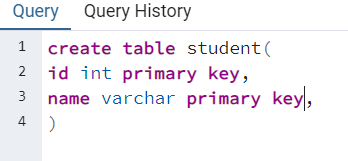 Query Query History
1 create table student(
2 id int primary key,
3 name varchar primary key,
4 )